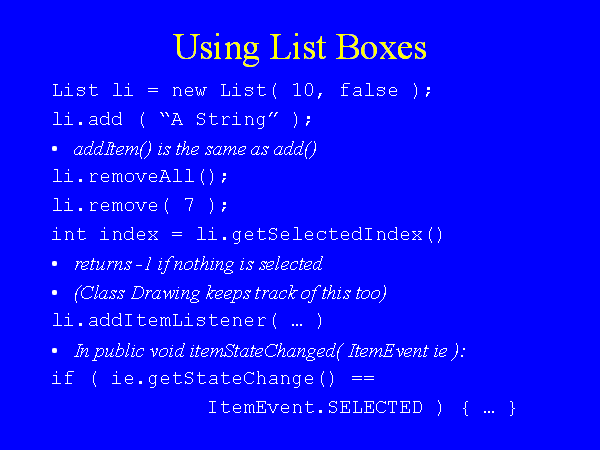 Using List Boxes
List li = new List( 10, false );
li.add ( “A String” );
• addItem() is the same as add()
li.removeAll();
li.remove( 7 );
int index = li.getSelectedIndex()
• returns -1 if nothing is selected
• (Class Drawing keeps track of this too)
li.addItemListener( … )
• In public void itemStateChanged( ItemEvent ie ):
if ( ie.getStateChange() ==
ItemEvent.SELECTED ) { … }